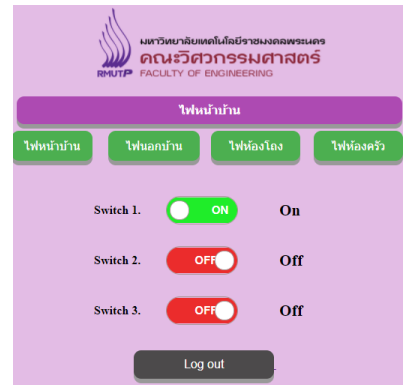 มหาวิทยาลัยเทคโนโลยีราชมงคลพระนคร
คณะวิศวกรรมศาสตร์
RMUTP FACULTY OF ENGINEERING
ไฟหน้าบ้าน
ไฟหน้าบ้าน ไฟนอกบ้าน ไฟห้องโถง ไฟห้องครัว
Switch 1. ON On
Switch 2. OFF Off
Switch 3. OFF Off
Log out